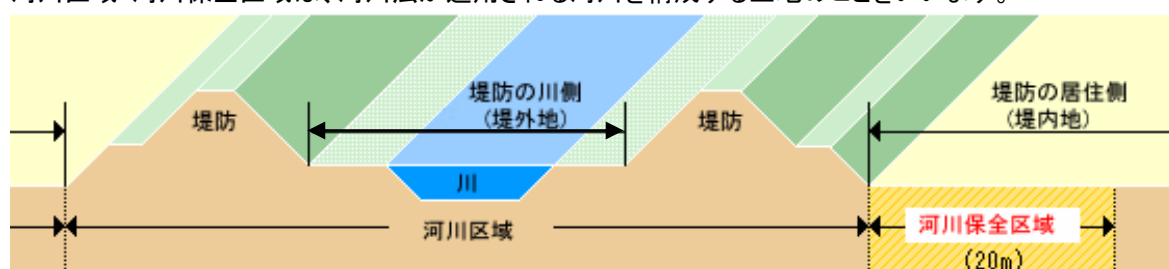 堤防の川側
（堤外地）
堤防の居住側
（堤内地）
堤防
堤防
川
河川区域
河川保全区域
（20m）